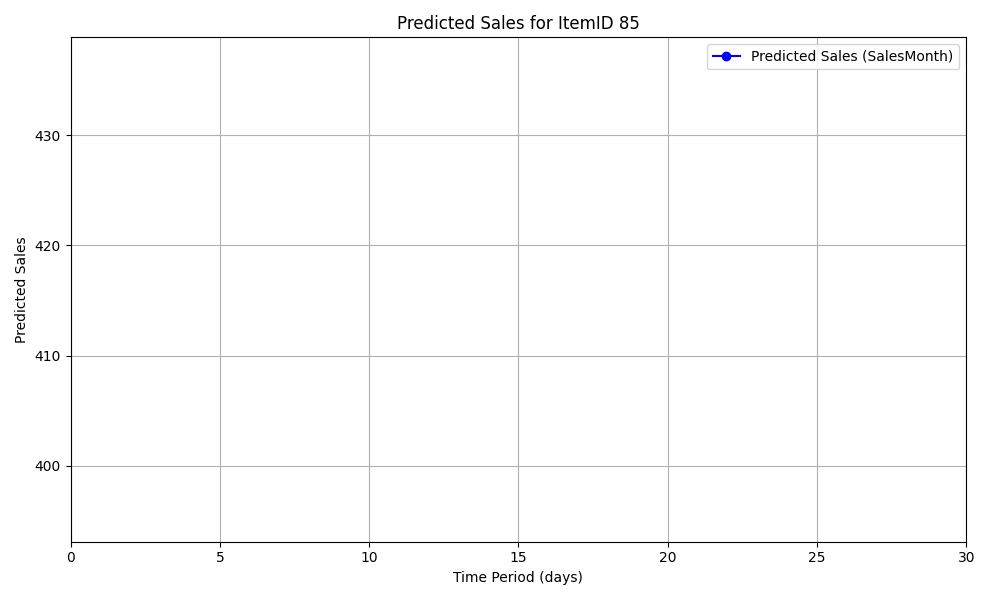 Predicted Sales for ItemID 85
Predicted Sales (SalesMonth)
Predicted Sales
430
420
410
400
0 5 10 15 20 25 30
Time Period (days)